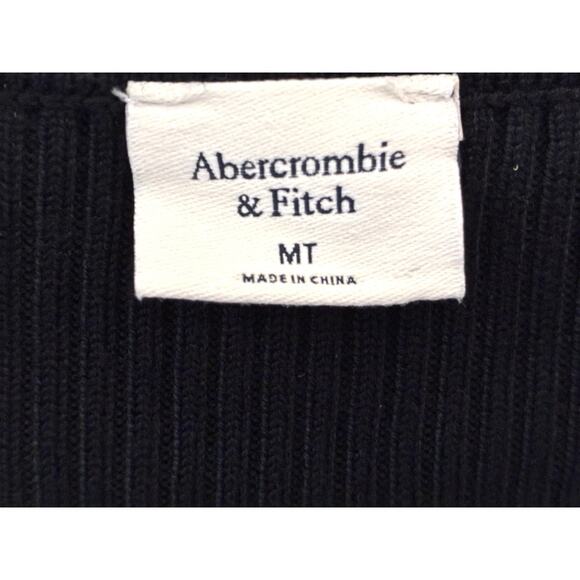 Abercrombie
& Fitch
MT
MADE IN CHINA